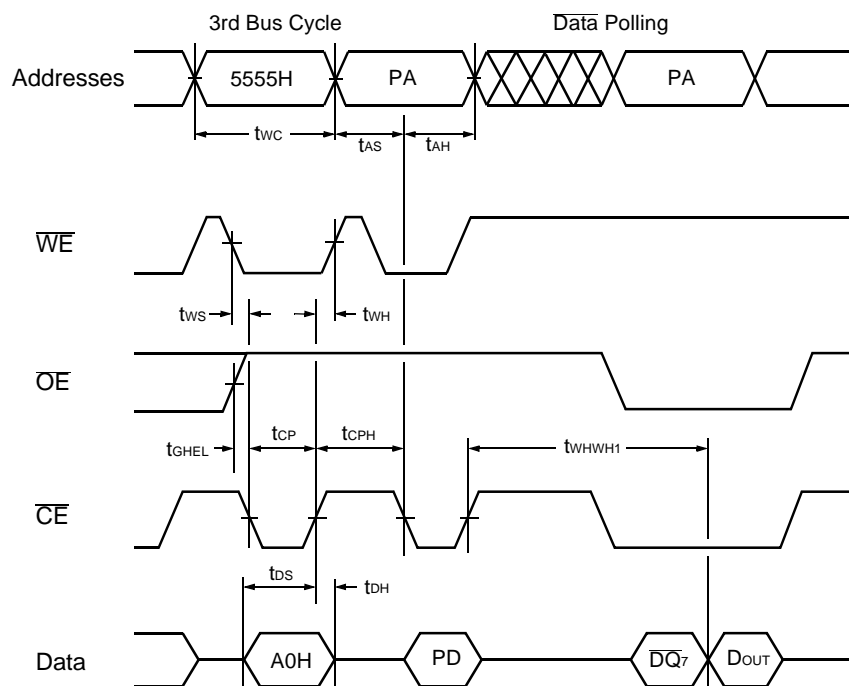 3rd Bus Cycle Data Polling
Addresses 5555H PA PA
tWC tAS tAH
WE
tWS tWH
OE
tGHEL tCP tCPH tWHWH1
CE
tDS tDH
Data A0H PD DQ7 DOUT